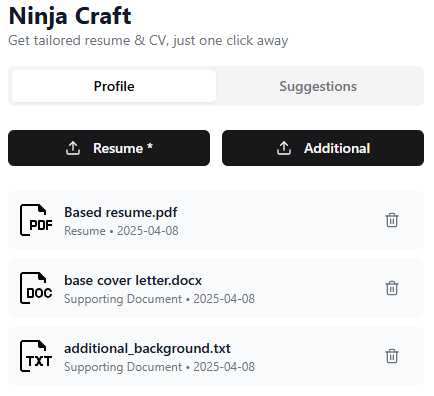 Ninja Craft
Get tailored resume & CV, just one click away
Profile
Suggestions
Resume *
Additional
PDF
Based resume.pdf
Resume • 2025-04-08
DOC
base cover letter.docx
Supporting Document • 2025-04-08
TXT
additional_background.txt
Supporting Document • 2025-04-08